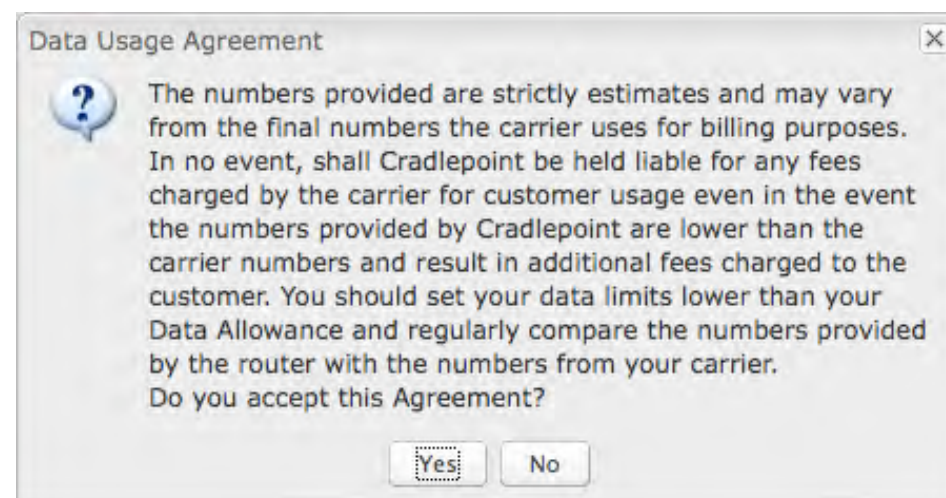 Data Usage Agreement
The numbers provided are strictly estimates and may vary
from the final numbers the carrier uses for billing purposes.
In no event, shall Cradlepoint be held liable for any fees
charged by the carrier for customer usage even in the event
the numbers provided by Cradlepoint are lower than the
carrier numbers and result in additional fees charged to the
customer. You should set your data limits lower than your
Data Allowance and regularly compare the numbers provided
by the router with the numbers from your carrier.
Do you accept this Agreement?
Yes No